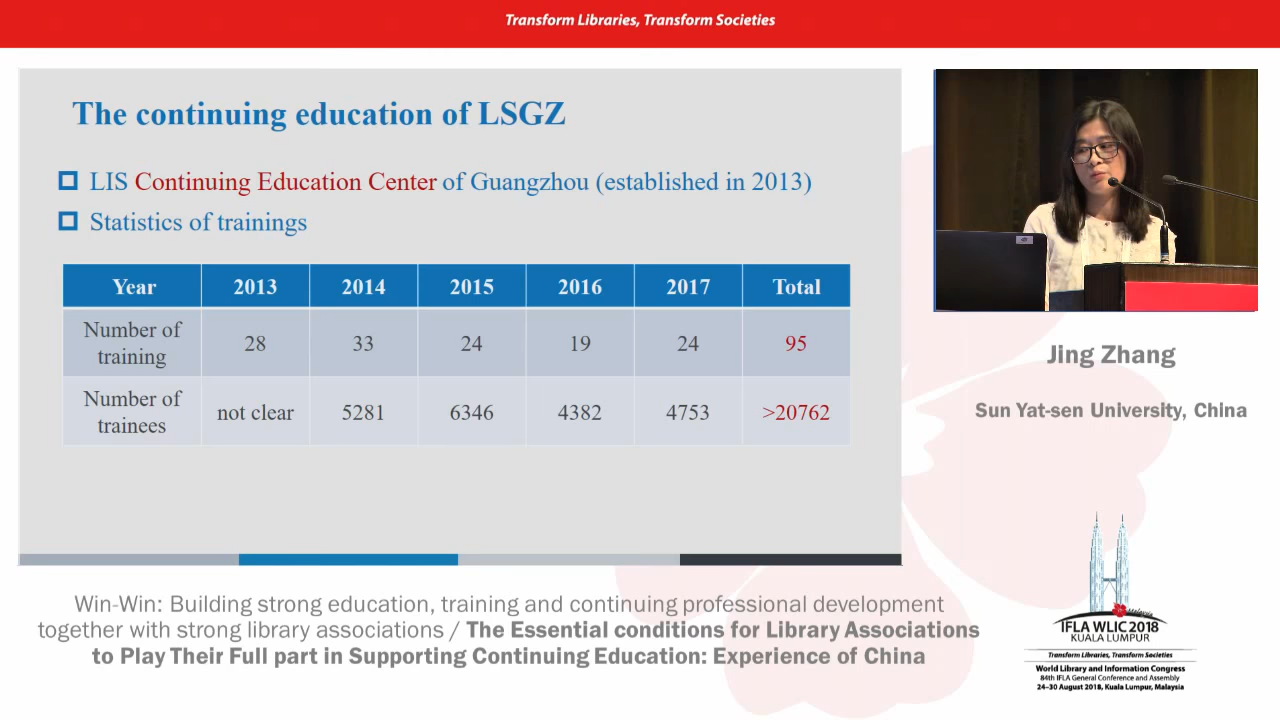 Transform Libraries, Transform Societies
The continuing education of LSGZ
LIS Continuing Education Center of Guangzhou (established in 2013)
Statistics of trainings
Year 2013 2014 2015 2016 2017 Total
Number of training 28 33 24 19 24 95
Number of trainees not clear 5281 6346 4382 4753 >20762
Jing Zhang
Sun Yat-sen University, China
Win-Win: Building strong education, training and continuing professional development
together with strong library associations / The Essential conditions for Library Associations
to Play Their Full part in Supporting Continuing Education: Experience of China
malaysia
IFLA WLIC 2018
KUALA LUMPUR
Transform Libraries, Transform Societies
World Library and Information Congress
84th IFLA General Conference and Assembly
24–30 August 2018, Kuala Lumpur, Malaysia